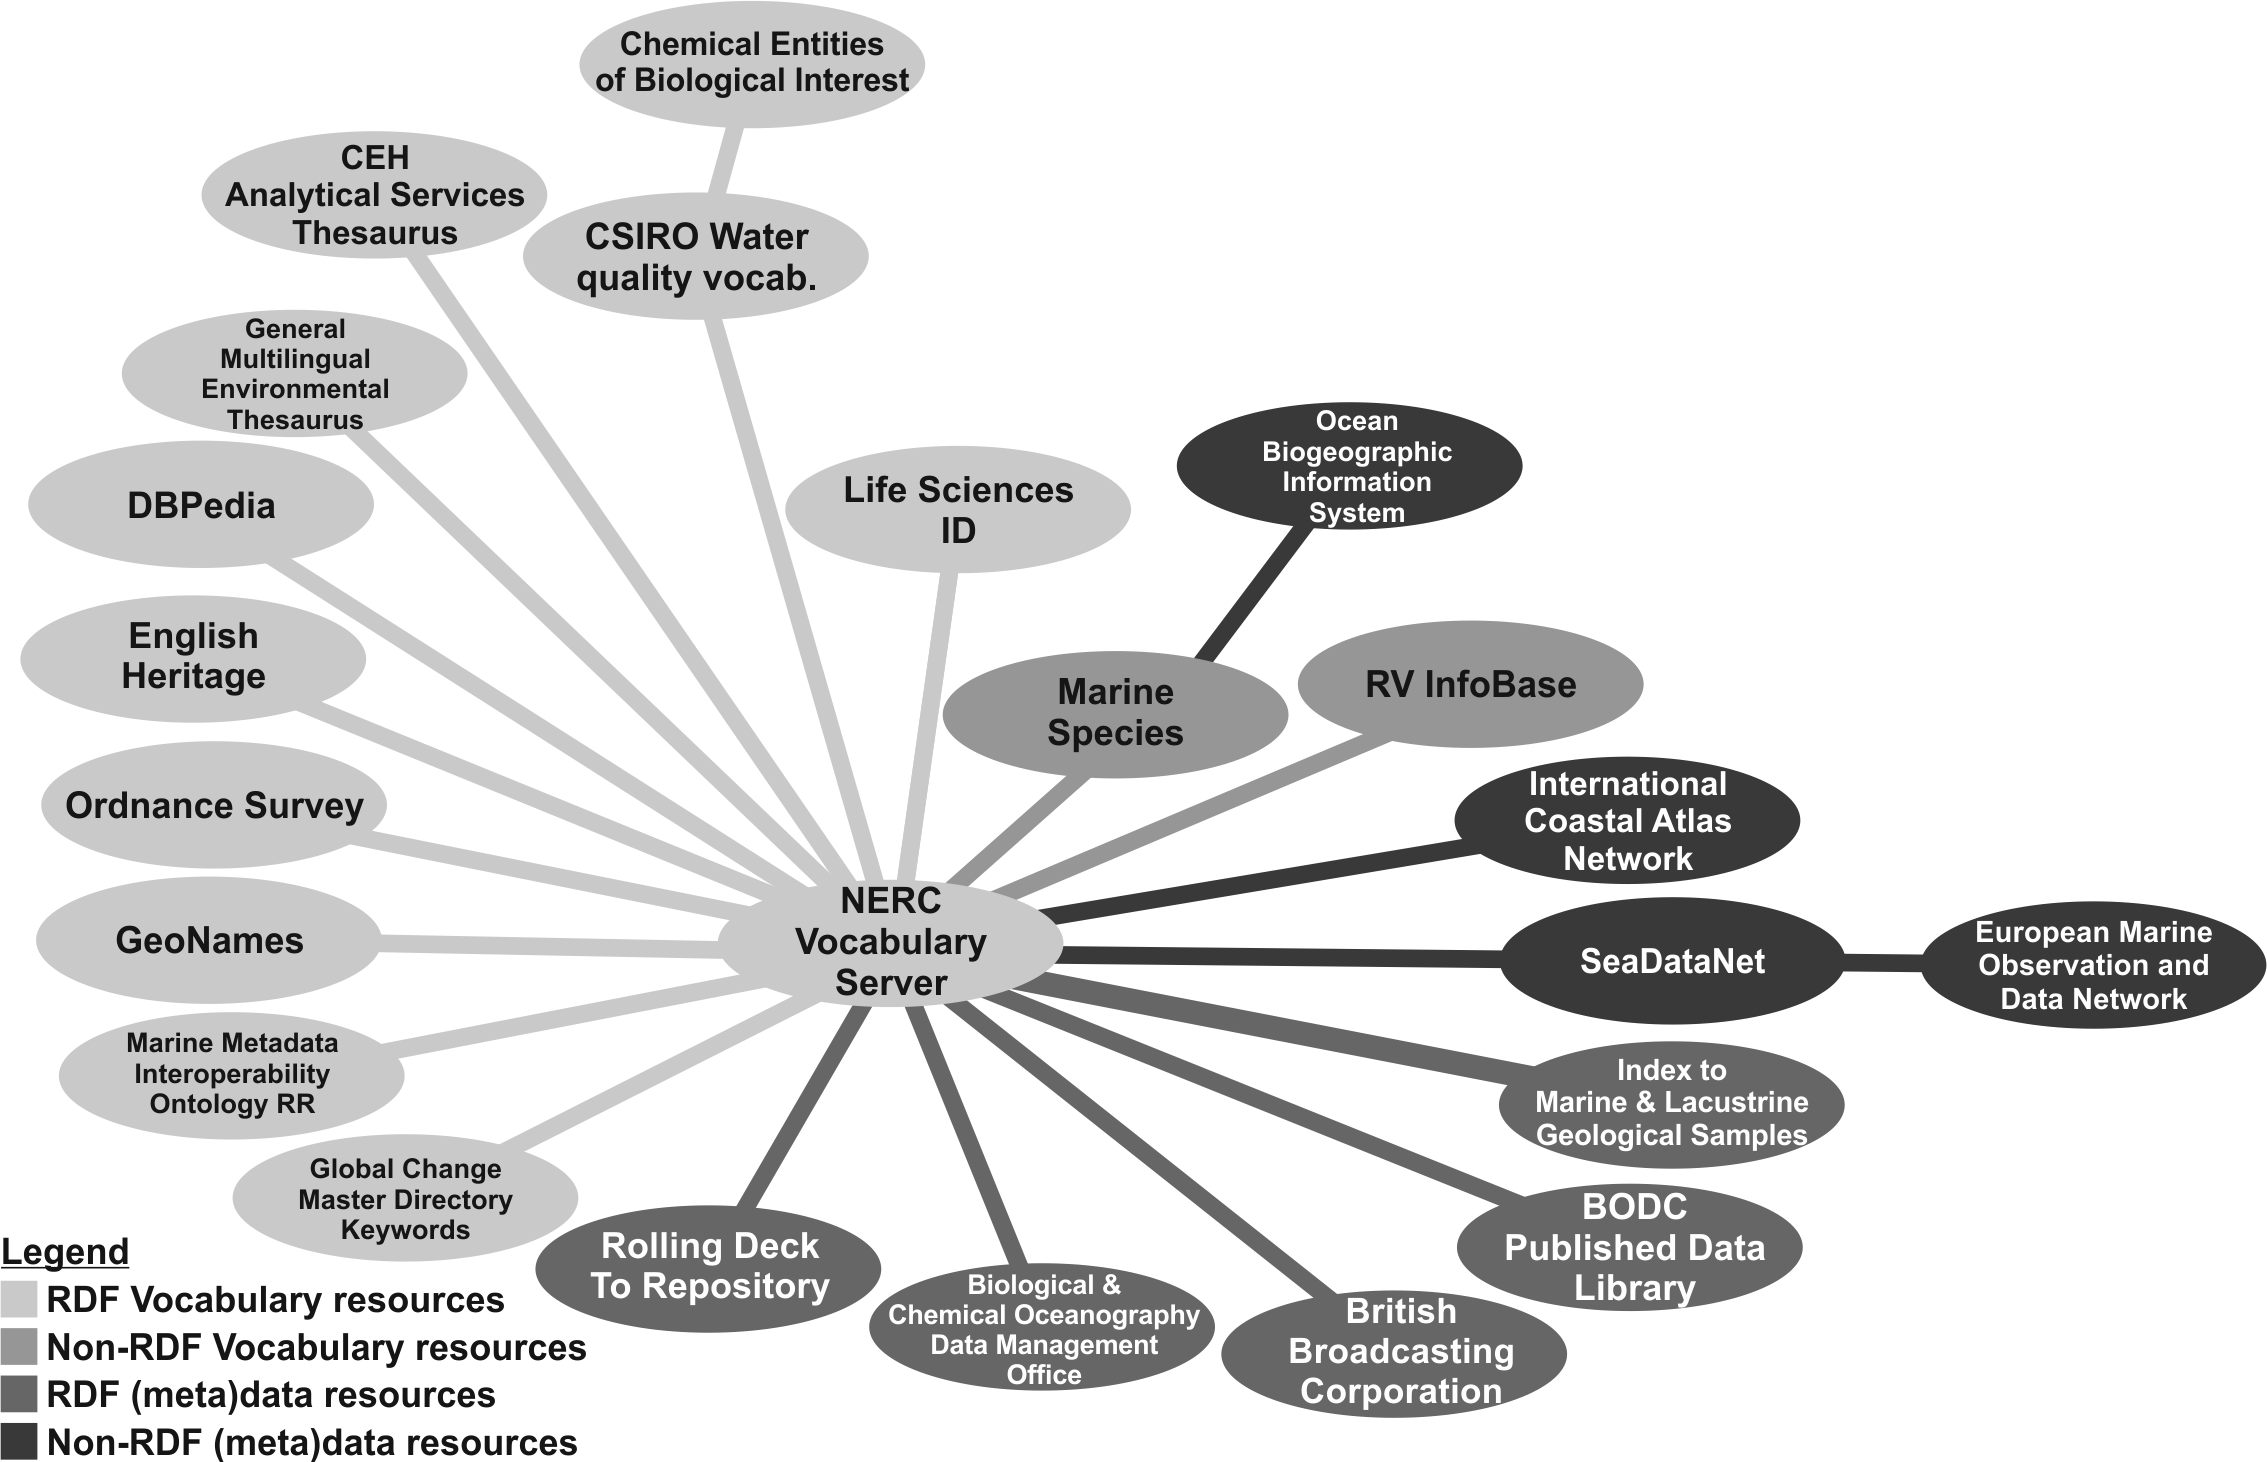 Chemical Entities
of Biological Interest
CEH
Analytical Services
Thesaurus
CSIRO Water
quality vocab.
General
Multilingual
Environmental
Thesaurus
Ocean
Biogeographic
Information
System
DBPedia
Life Sciences
ID
English
Heritage
Marine
Species
RV InfoBase
Ordnance Survey
International
Coastal Atlas
Network
GeoNames
NERC
Vocabulary
Server
SeaDataNet
European Marine
Observation and
Data Network
Marine Metadata
Interoperability
Ontology RR
Index to
Marine & Lacustrine
Geological Samples
Global Change
Master Directory
Keywords
Rolling Deck
To Repository
Biological &
Chemical Oceanography
Data Management
Office
British
Broadcasting
Corporation
BODC
Published Data
Library
Legend
RDF Vocabulary resources
Non-RDF Vocabulary resources
RDF (meta)data resources
Non-RDF (meta)data resources